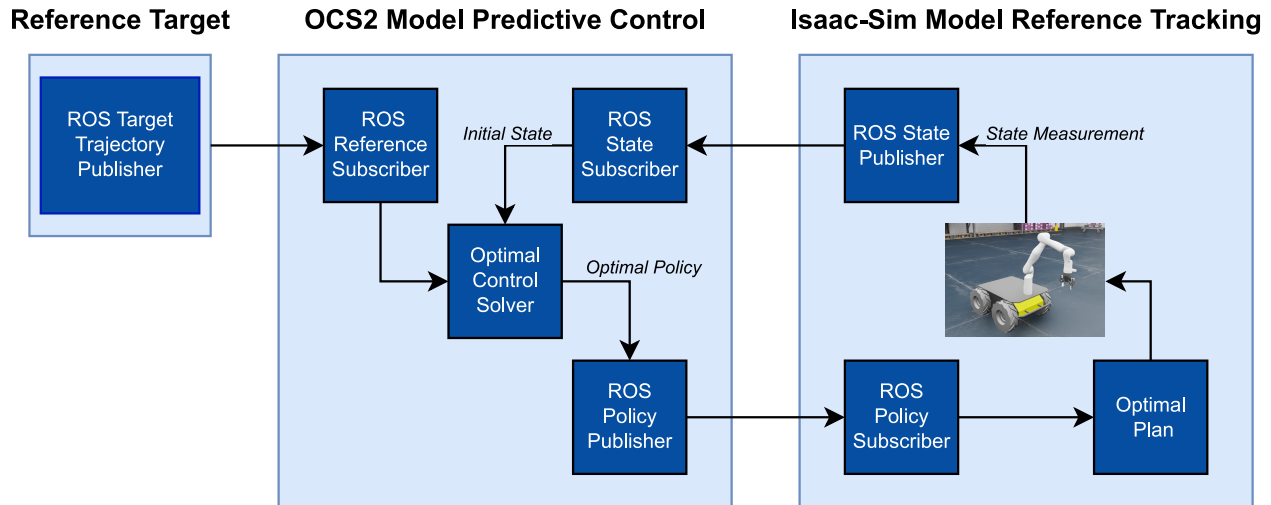 Reference Target
OCS2 Model Predictive Control
Isaac-Sim Model Reference Tracking
ROS Target
Trajectory
Publisher
ROS
Reference
Subscriber
Initial State
ROS
State
Subscriber
ROS State
Publisher
State Measurement
Optimal
Control
Solver
Optimal Policy
ROS
Policy
Publisher
ROS
Policy
Subscriber
Optimal
Plan